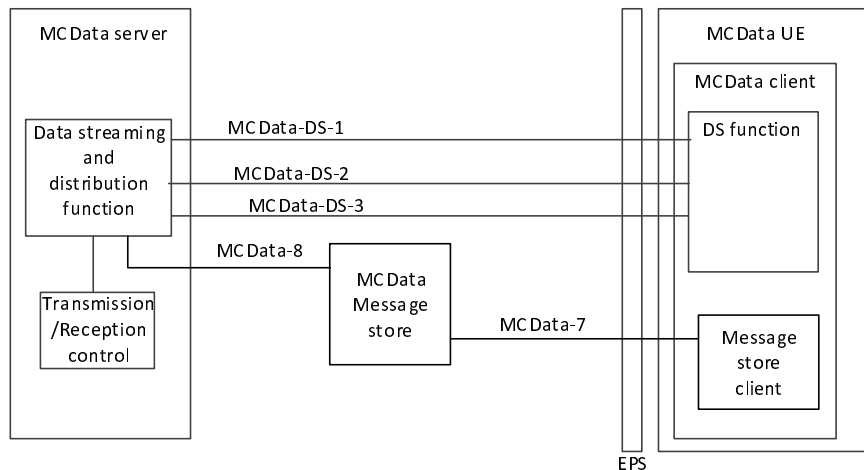 MCData server
MCData UE
MCData client
Data streaming
and
distribution
function
MCData-DS-1
MCData-DS-2
MCData-DS-3
DS function
MCData-8
MCData
Message
store
MCData-7
Transmission
/Reception
control
Message
store
client
EPS